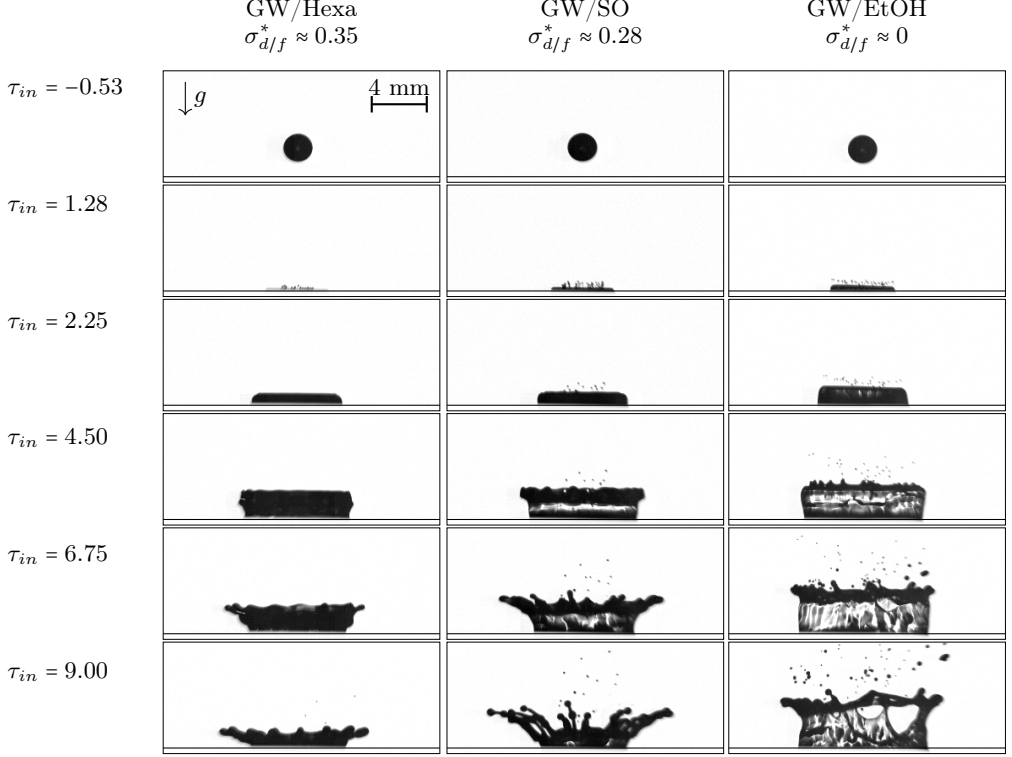 GW/Hexa GW/SO GW/EtOH
σ*d/f ≈ 0.35 σ*d/f ≈ 0.28 σ*d/f ≈ 0
τin = −0.53
g
4 mm
τin = 1.28
τin = 2.25
τin = 4.50
τin = 6.75
τin = 9.00